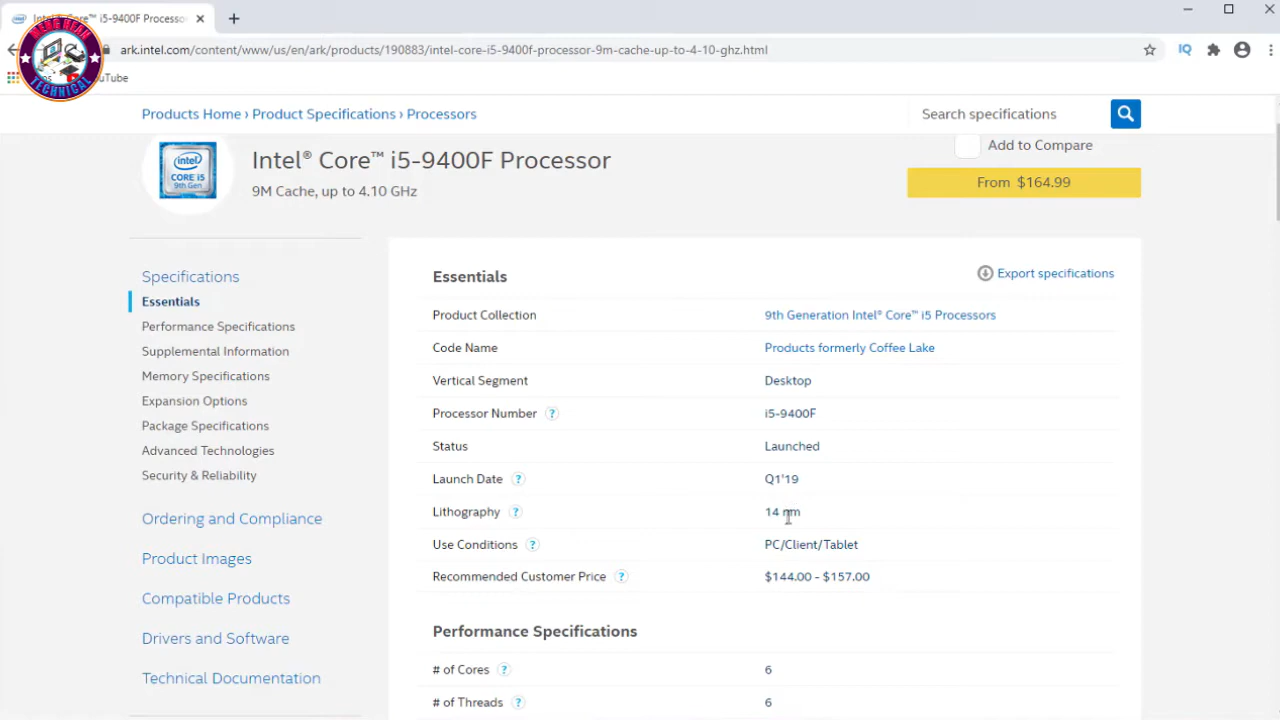 Intel® Core™ i5-9400F Processo
ark.intel.com/content/www/us/en/ark/products/190883/intel-core-i5-9400f-processor-9m-cache-up-to-4-10-ghz.html
IQ
MENG HEAN
TECHNICAL
Products Home › Product Specifications › Processors
Search specifications
Add to Compare
intel
CORE i5
9th Gen
Intel® Core™ i5-9400F Processor
9M Cache, up to 4.10 GHz
From $164.99
Specifications
Essentials
Performance Specifications
Supplemental Information
Memory Specifications
Expansion Options
Package Specifications
Advanced Technologies
Security & Reliability
Ordering and Compliance
Product Images
Compatible Products
Drivers and Software
Technical Documentation
Essentials
Export specifications
Product Collection 9th Generation Intel® Core™ i5 Processors
Code Name Products formerly Coffee Lake
Vertical Segment Desktop
Processor Number ? i5-9400F
Status Launched
Launch Date ? Q1'19
Lithography ? 14 nm
Use Conditions ? PC/Client/Tablet
Recommended Customer Price ? $144.00 - $157.00
Performance Specifications
# of Cores ? 6
# of Threads ? 6